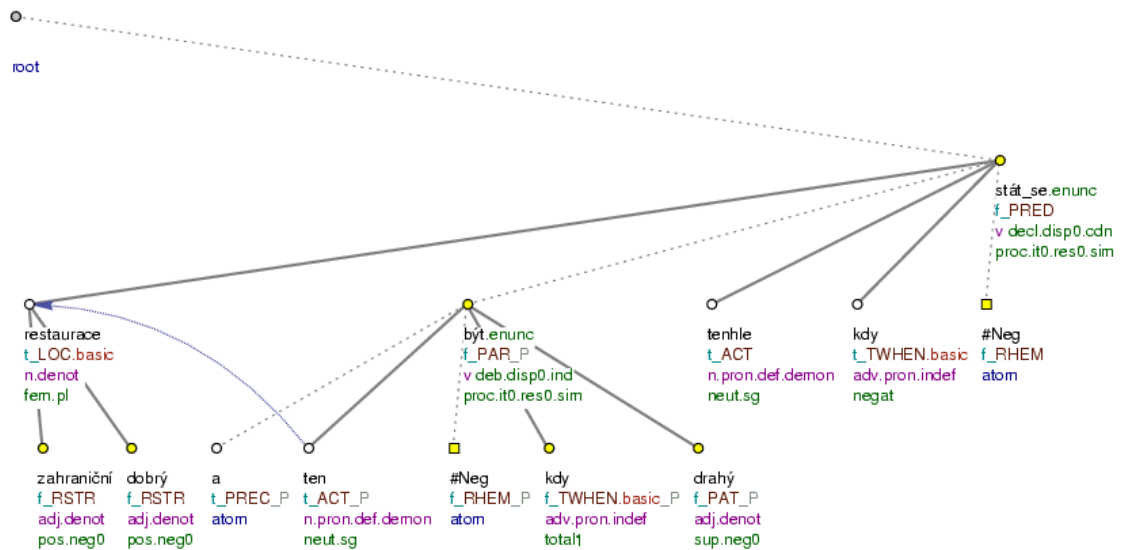 root
stát_se.enunc
f_PRED
v decl.disp0.cdn
proc.it0.res0.sim
restaurace
t_LOC.basic
n.denot
fem.pl
být.enunc
f_PAR_P
v deb.disp0.ind
proc.it0.res0.sim
tenhle
t_ACT
n.pron.def.demon
neut.sg
kdy
t_TWHEN.basic
adv.pron.indef
negat
#Neg
f_RHEM
atom
zahraniční
f_RSTR
adj.denot
pos.neg0
dobrý
f_RSTR
adj.denot
pos.neg0
a
t_PREC_P
atom
ten
t_ACT_P
n.pron.def.demon
neut.sg
#Neg
f_RHEM_P
atom
kdy
f_TWHEN.basic_P
adv.pron.indef
total1
drahý
f_PAT_P
adj.denot
sup.neg0